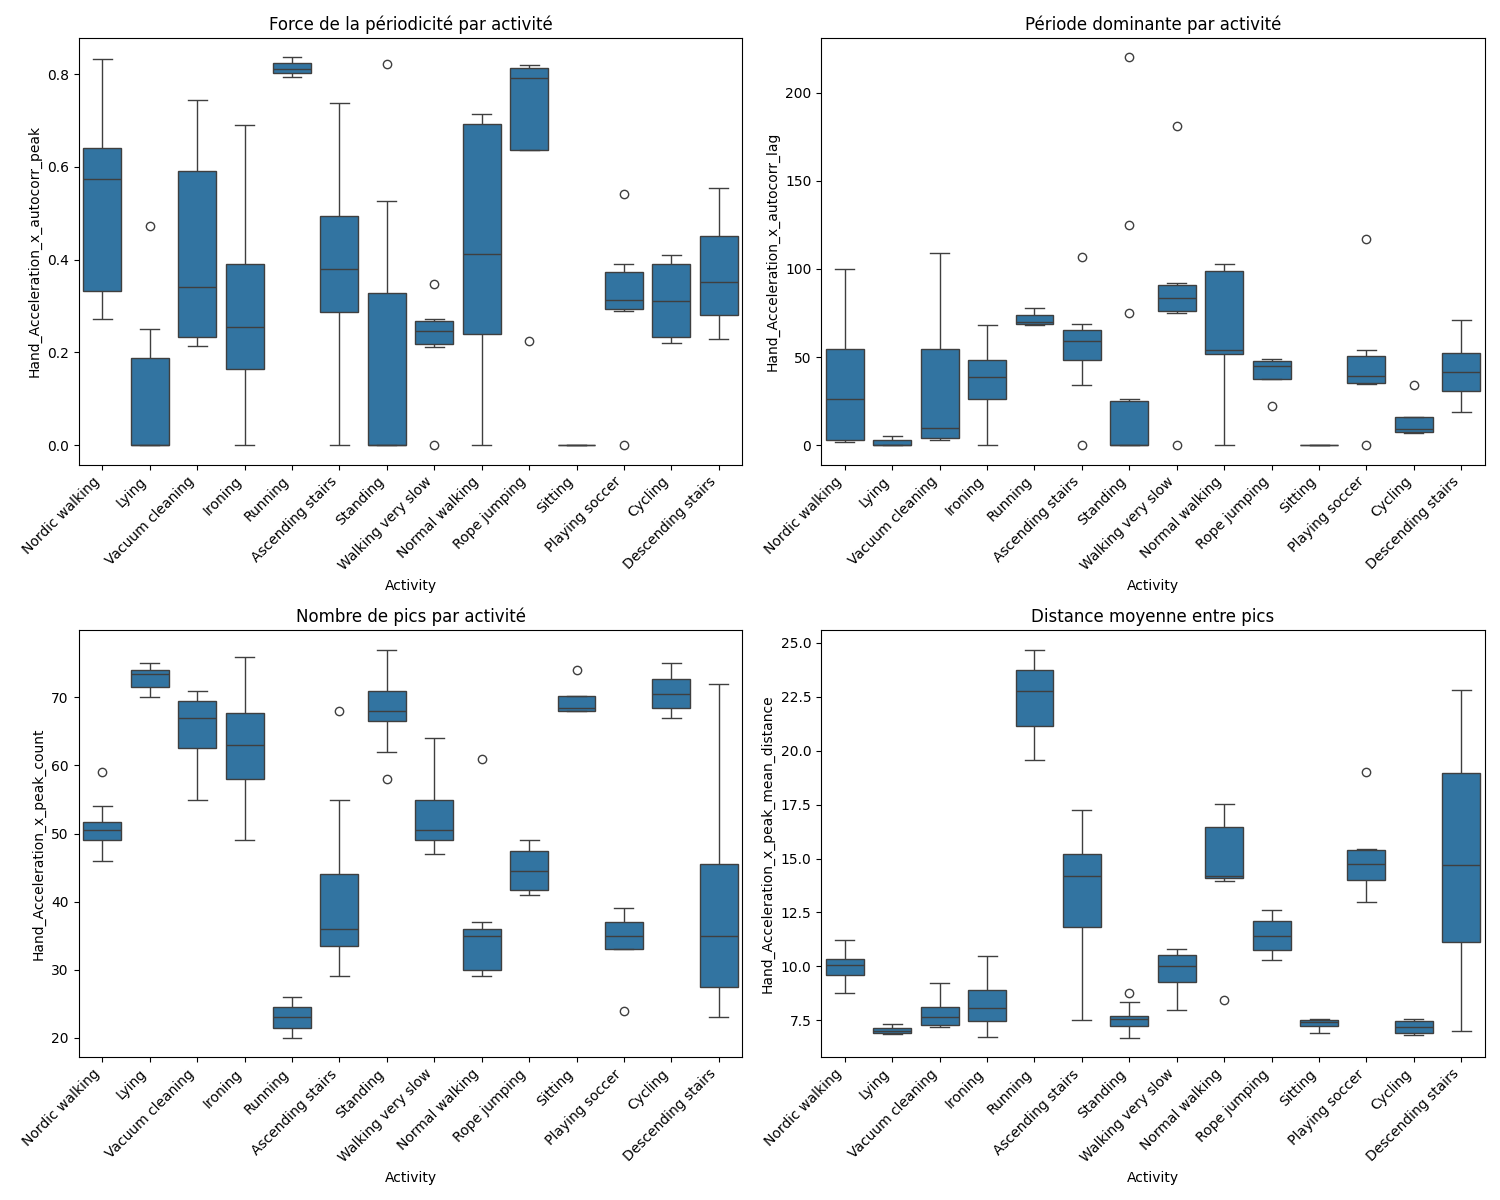 Force de la périodicité par activité
Hand_Acceleration_x_autocorr_peak
0.8
0.6
0.4
0.2
0.0
Nordic walking
Lying
Vacuum cleaning
Ironing
Running
Ascending stairs
Standing
Walking very slow
Normal walking
Rope jumping
Sitting
Playing soccer
Cycling
Descending stairs
Activity
Période dominante par activité
Hand_Acceleration_x_autocorr_lag
200
150
100
50
0
Nordic walking
Lying
Vacuum cleaning
Ironing
Running
Ascending stairs
Standing
Walking very slow
Normal walking
Rope jumping
Sitting
Playing soccer
Cycling
Descending stairs
Activity
Nombre de pics par activité
Hand_Acceleration_x_peak_count
70
60
50
40
30
20
Nordic walking
Lying
Vacuum cleaning
Ironing
Running
Ascending stairs
Standing
Walking very slow
Normal walking
Rope jumping
Sitting
Playing soccer
Cycling
Descending stairs
Activity
Distance moyenne entre pics
Hand_Acceleration_x_peak_mean_distance
25.0
22.5
20.0
17.5
15.0
12.5
10.0
7.5
Nordic walking
Lying
Vacuum cleaning
Ironing
Running
Ascending stairs
Standing
Walking very slow
Normal walking
Rope jumping
Sitting
Playing soccer
Cycling
Descending stairs
Activity